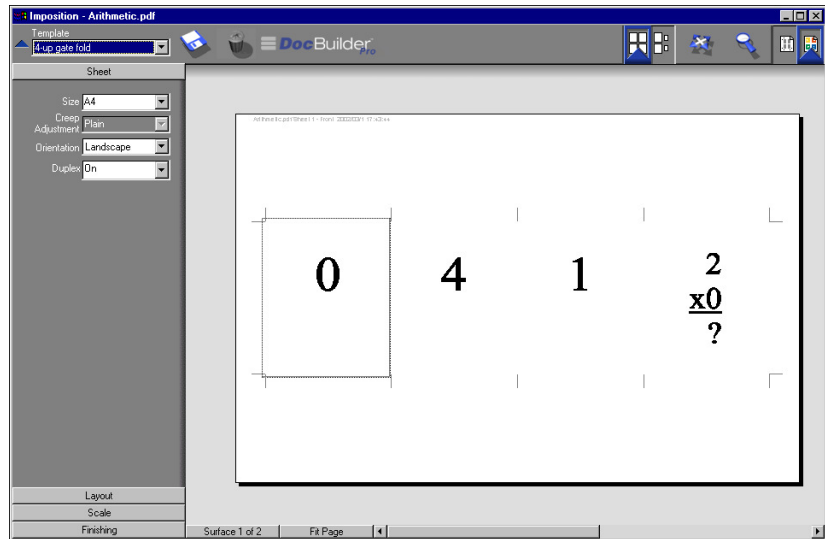 Imposition - Arithmetic.pdf
Template
4-up gate fold
DocBuilder Pro
Sheet
Size A4
Creep Adjustment Plain
Orientation Landscape
Duplex On
0 4 1 2
x0
?
Layout
Scale
Finishing
Surface 1 of 2
Fit Page